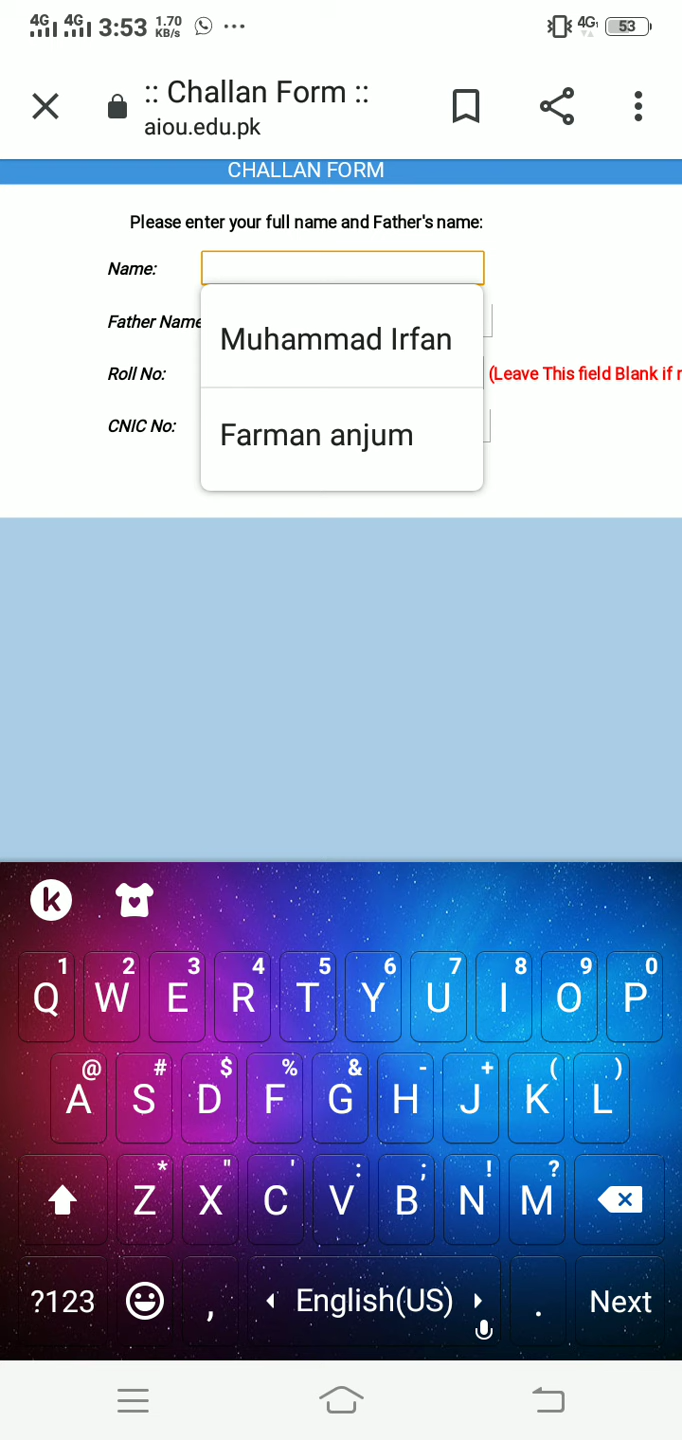 4G 4G 3:53 1.70 KB/s ... 4G 53
:: Challan Form ::
aiou.edu.pk
CHALLAN FORM
Please enter your full name and Father's name:
Name:
Father Name
Muhammad Irfan
Roll No:
(Leave This field Blank if
CNIC No:
Farman anjum
k
1 2 3 4 5 6 7 8 9 0
Q W E R T Y U I O P
@ # $ % & - + ( )
A S D F G H J K L
* " ' : ; ! ?
Z X C V B N M
?123 , English(US) . Next